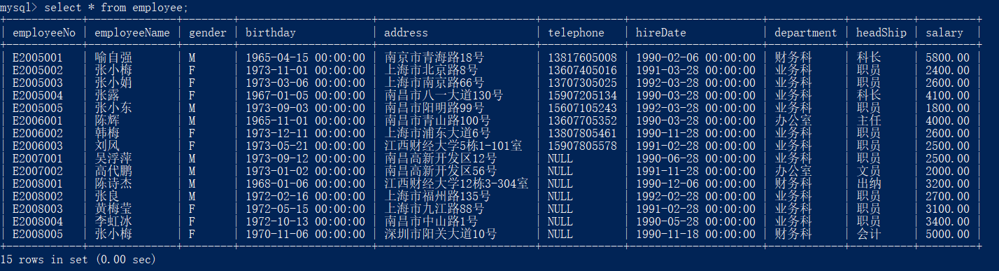 mysql> select * from employee;
| employeeNo | employeeName | gender | birthday | address | telephone | hireDate | department | headShip | salary |
| E2005001 | 喻自强 | M | 1965-04-15 00:00:00 | 南京市青海路18号 | 13817605008 | 1990-02-06 00:00:00 | 财务科 | 科长 | 5800.00 |
| E2005002 | 张小梅 | F | 1973-11-01 00:00:00 | 上海市北京路8号 | 13607405016 | 1991-03-28 00:00:00 | 业务科 | 职员 | 2400.00 |
| E2005003 | 张小娟 | F | 1973-03-06 00:00:00 | 上海市南京路66号 | 13707305025 | 1992-03-28 00:00:00 | 业务科 | 职员 | 2600.00 |
| E2005004 | 张露 | F | 1967-01-05 00:00:00 | 南昌市八一大道130号 | 15907205134 | 1990-03-28 00:00:00 | 业务科 | 科长 | 4100.00 |
| E2005005 | 张小东 | M | 1973-09-03 00:00:00 | 南昌市阳明路99号 | 15607105243 | 1992-03-28 00:00:00 | 业务科 | 职员 | 1800.00 |
| E2006001 | 陈辉 | M | 1965-11-01 00:00:00 | 南昌市青山路100号 | 13607705352 | 1990-03-28 00:00:00 | 办公室 | 主任 | 4000.00 |
| E2006002 | 韩梅 | F | 1973-12-11 00:00:00 | 上海市浦东大道6号 | 13807805461 | 1990-11-28 00:00:00 | 业务科 | 职员 | 2600.00 |
| E2006003 | 刘风 | F | 1973-05-21 00:00:00 | 江西财经大学5栋1-101室 | 15907805578 | 1991-02-28 00:00:00 | 业务科 | 职员 | 2500.00 |
| E2007001 | 吴浮萍 | M | 1973-09-12 00:00:00 | 南昌高新开发区12号 | NULL | 1990-06-28 00:00:00 | 业务科 | 职员 | 2500.00 |
| E2007002 | 高代鹏 | M | 1973-01-02 00:00:00 | 南昌高新开发区56号 | NULL | 1991-11-28 00:00:00 | 办公室 | 文员 | 2000.00 |
| E2008001 | 陈诗杰 | M | 1968-01-06 00:00:00 | 江西财经大学12栋3-304室 | NULL | 1990-12-06 00:00:00 | 财务科 | 出纳 | 3200.00 |
| E2008002 | 张良 | M | 1972-02-16 00:00:00 | 上海市福州路135号 | NULL | 1992-02-28 00:00:00 | 业务科 | 职员 | 2700.00 |
| E2008003 | 黄梅莹 | F | 1972-05-15 00:00:00 | 上海市九江路88号 | NULL | 1991-02-28 00:00:00 | 业务科 | 职员 | 3100.00 |
| E2008004 | 李虹冰 | F | 1972-10-13 00:00:00 | 南昌市中山路1号 | NULL | 1990-05-28 00:00:00 | 业务科 | 职员 | 3400.00 |
| E2008005 | 张小梅 | F | 1970-11-06 00:00:00 | 深圳市阳关大道10号 | NULL | 1990-11-18 00:00:00 | 财务科 | 会计 | 5000.00 |
15 rows in set (0.00 sec)